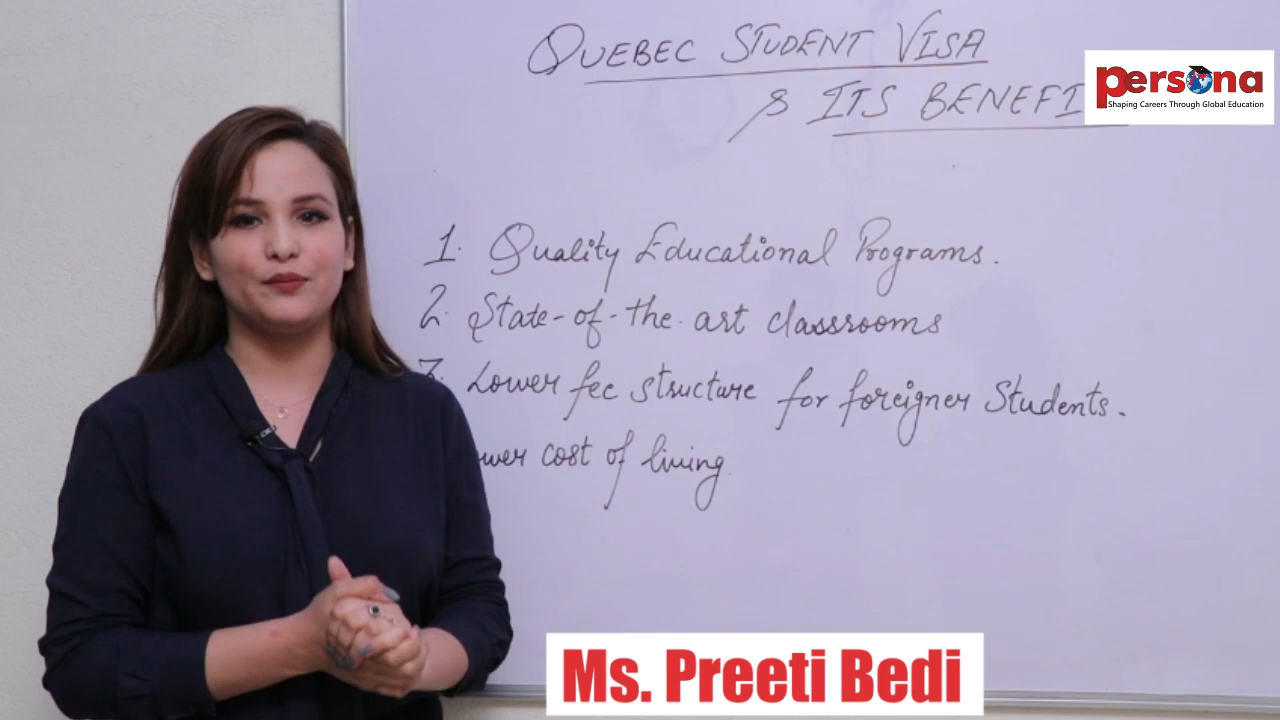 QUEBEC STUDENT VISA
& ITS BENEFI
persona
Shaping Careers Through Global Education
1. Quality Educational Programs.
2. State-of-the-art classrooms
3. Lower fee structure for foreigner Students.
cost of living
Ms. Preeti Bedi